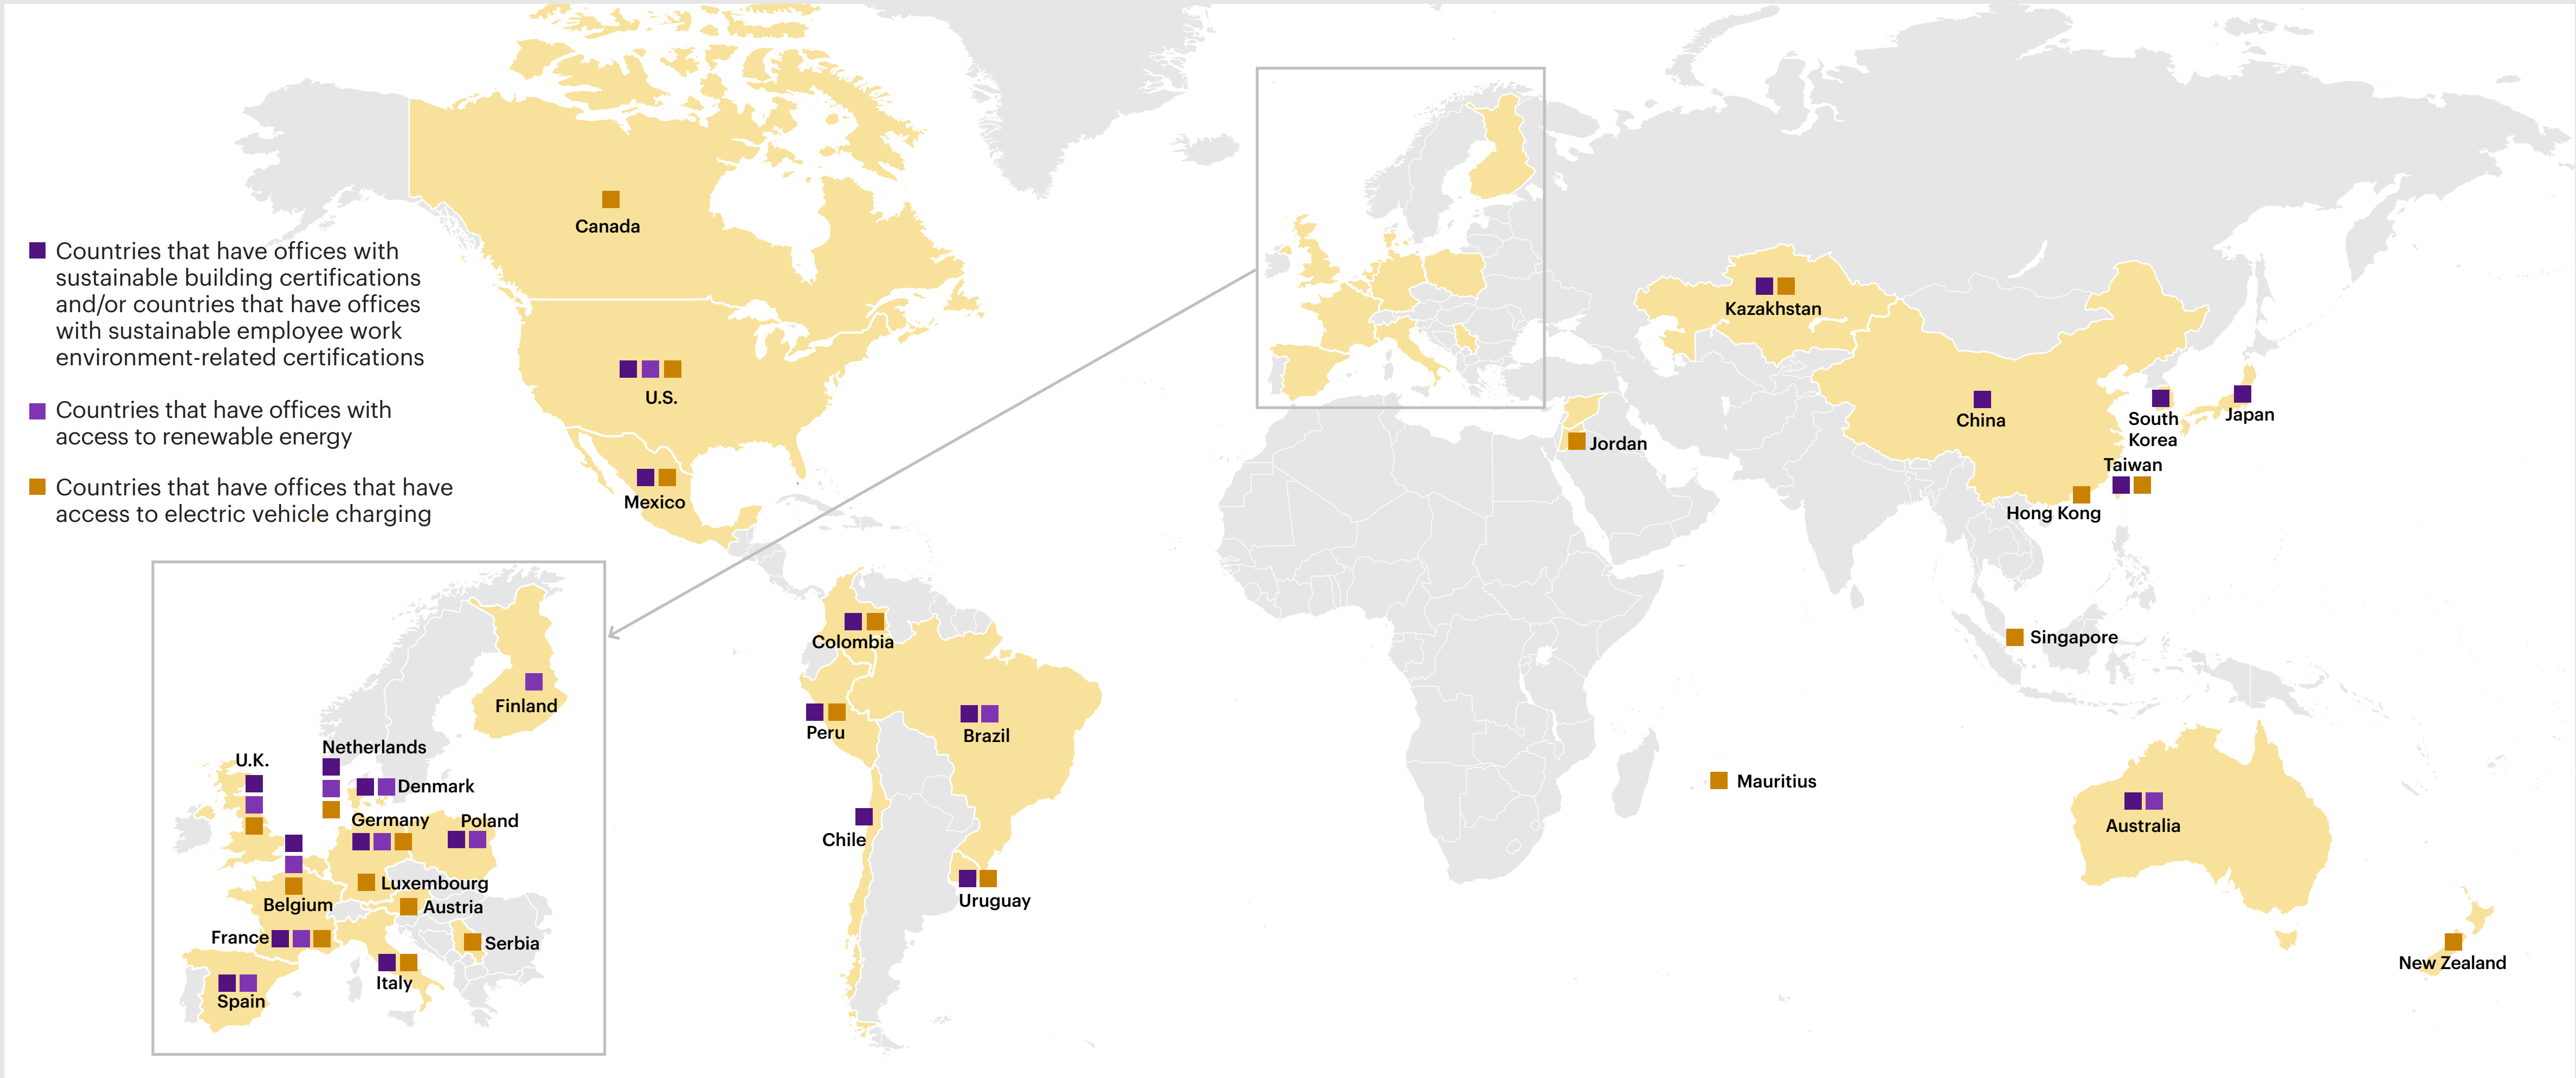 Countries that have offices with
sustainable building certifications
and/or countries that have offices
with sustainable employee work
environment-related certifications
Countries that have offices with
access to renewable energy
Countries that have offices that have
access to electric vehicle charging
Canada
U.S.
Mexico
Colombia
Peru
Brazil
Chile
Uruguay
Kazakhstan
China
South
Korea
Japan
Taiwan
Hong Kong
Jordan
Singapore
Mauritius
Australia
New Zealand
Finland
Netherlands
U.K.
Denmark
Germany
Poland
Luxembourg
Belgium
Austria
France
Serbia
Italy
Spain